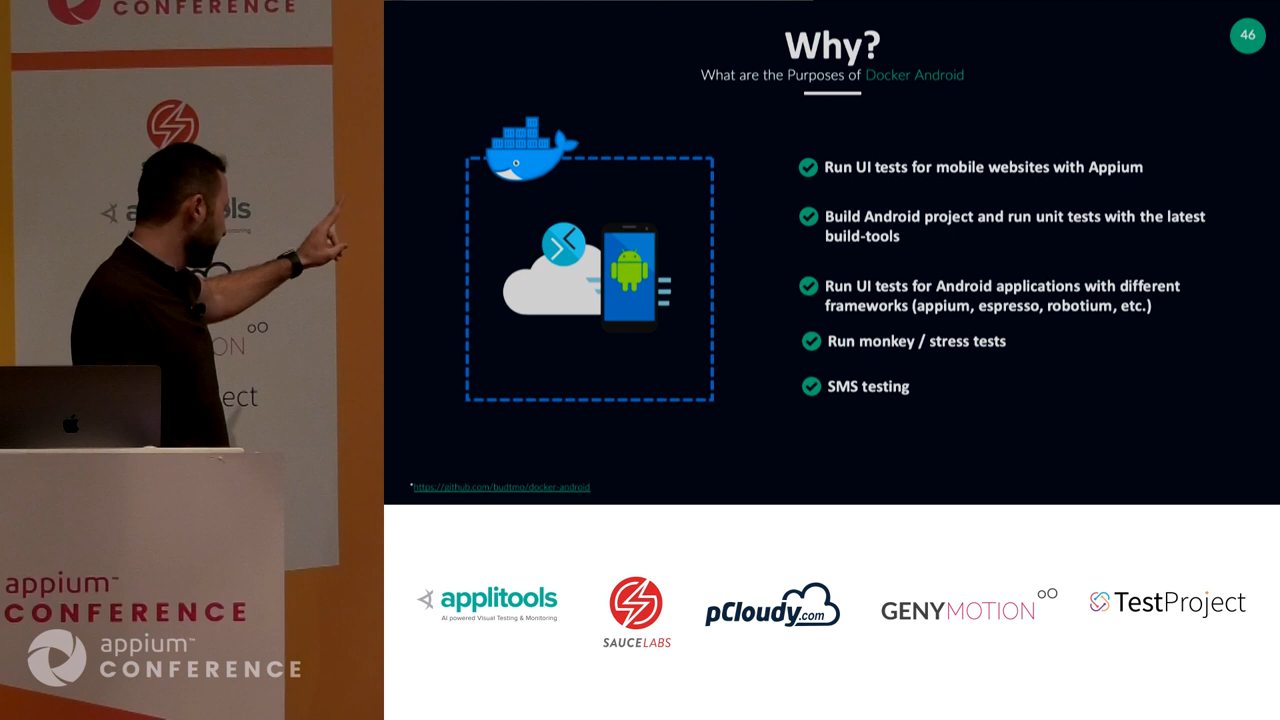 CONFERENCE
ols
ON
ect
appium
CONFERENCE
appium™
CONFERENCE
Why?
46
What are the Purposes of Docker Android
Run UI tests for mobile websites with Appium
Build Android project and run unit tests with the latest
build-tools
Run UI tests for Android applications with different
frameworks (appium, espresso, robotium, etc.)
Run monkey / stress tests
SMS testing
*https://github.com/budtmo/docker-android
applitools
AI powered Visual Testing & Monitoring
SAUCELABS
pCloudy.com
GENYMOTION
TestProject